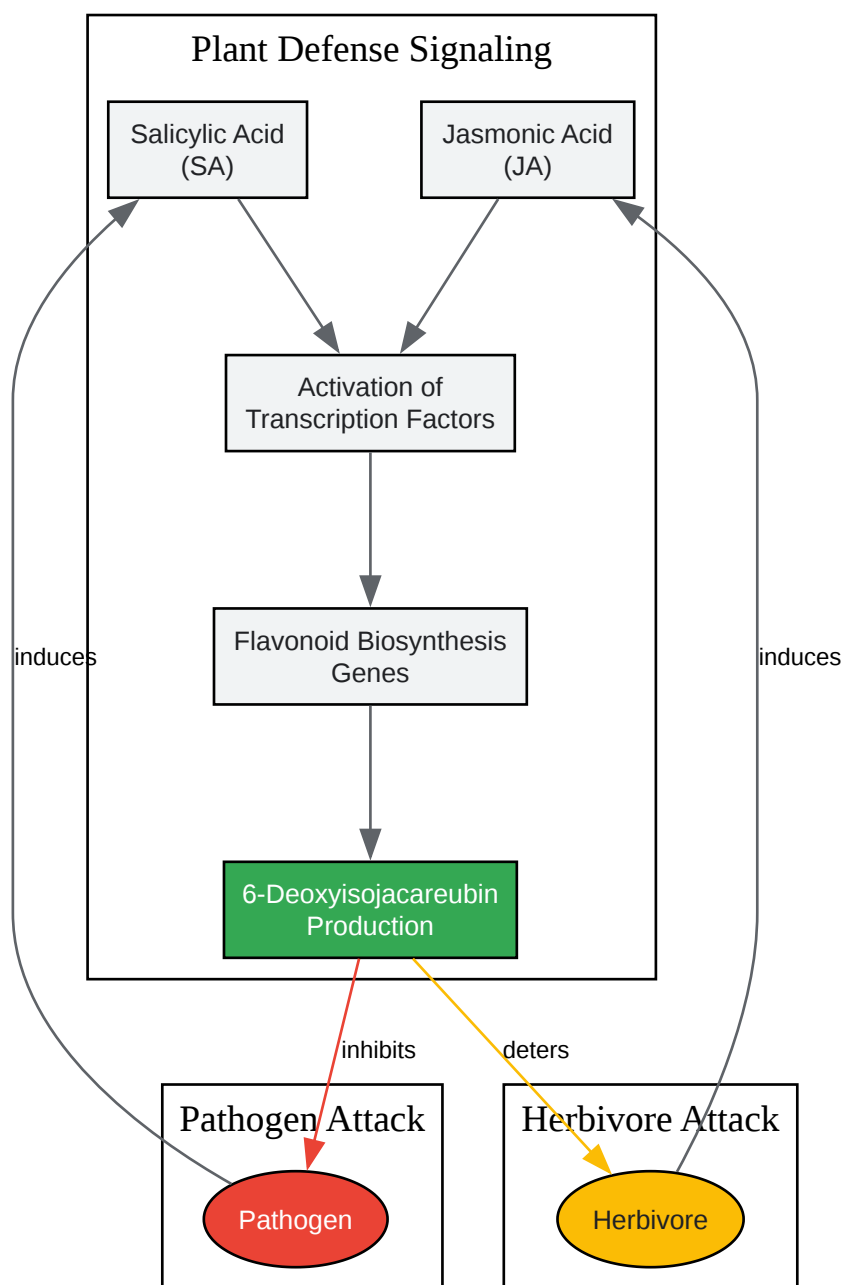 Plant Defense Signaling
Salicylic Acid
(SA)
Jasmonic Acid
(JA)
Activation of
Transcription Factors
Flavonoid Biosynthesis
Genes
induces
induces
6-Deoxyisojacareubin
Production
inhibits
deters
Pathogen Attack
Herbivore Attack
Pathogen
Herbivore